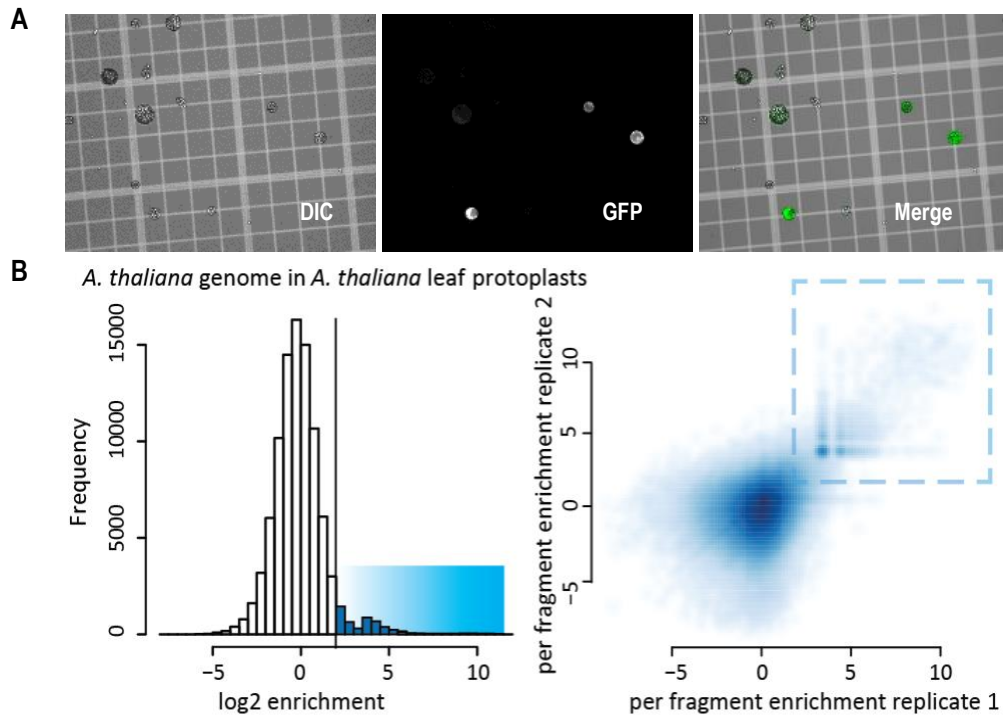 A
DIC
GFP
Merge
B
A. thaliana genome in A. thaliana leaf protoplasts
Frequency
0
5000
10000
15000
−5
0
5
10
log2 enrichment
per fragment enrichment replicate 2
−5
0
5
10
−5
0
5
10
per fragment enrichment replicate 1